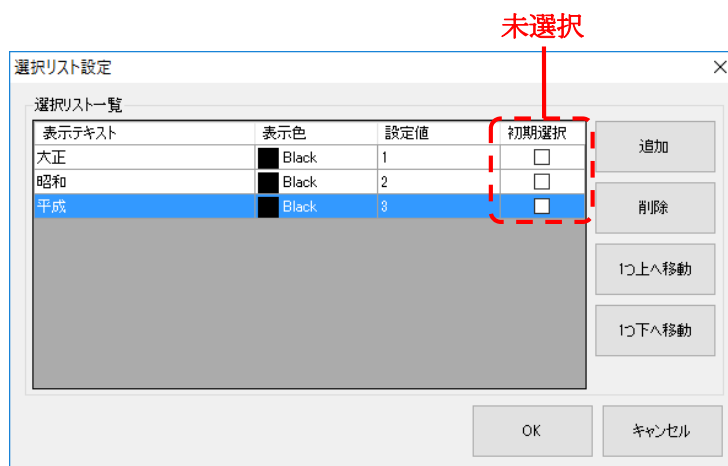 未選択
選択リスト設定
選択リスト一覧
表示テキスト 表示色 設定値 初期選択
大正 Black 1
昭和 Black 2
平成 Black 3
追加
削除
1つ上へ移動
1つ下へ移動
OK キャンセル